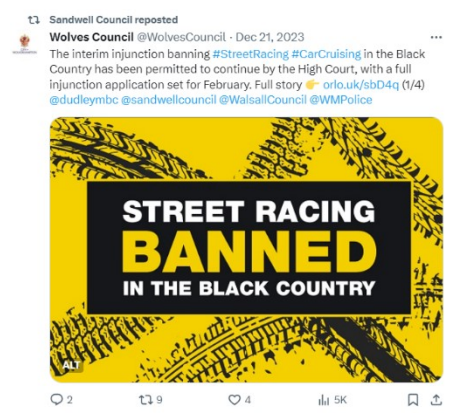 Sandwell Council reposted
Wolves Council @WolvesCouncil · Dec 21, 2023
The interim injunction banning #StreetRacing #CarCruising in the Black
Country has been permitted to continue by the High Court, with a full
injunction application set for February. Full story 👉 orlo.uk/sbD4q (1/4)
@dudleymbc @sandwellcouncil @WalsallCouncil @WMPolice
STREET RACING
BANNED
IN THE BLACK COUNTRY
ALT
2 9 4 5K